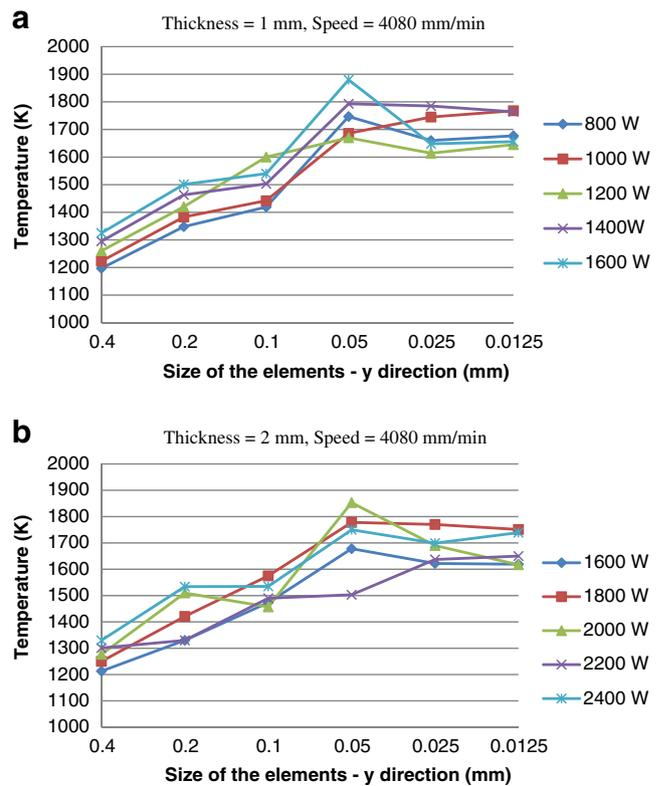 a
Thickness = 1 mm, Speed = 4080 mm/min
Temperature (K)
2000
1900
1800
1700
1600
1500
1400
1300
1200
1100
1000
0.4 0.2 0.1 0.05 0.025 0.0125
Size of the elements - y direction (mm)
800 W
1000 W
1200 W
1400W
1600 W
b
Thickness = 2 mm, Speed = 4080 mm/min
Temperature (K)
2000
1900
1800
1700
1600
1500
1400
1300
1200
1100
1000
0.4 0.2 0.1 0.05 0.025 0.0125
Size of the elements - y direction (mm)
1600 W
1800 W
2000 W
2200 W
2400 W